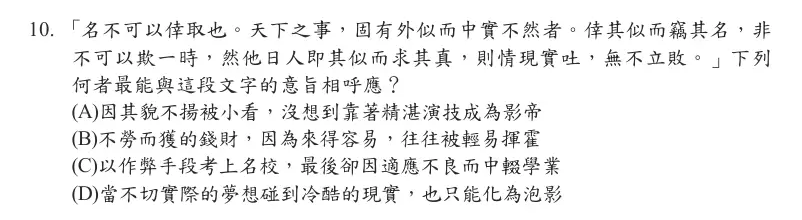 10. 「名不可以倖取也。天下之事，固有外似而中實不然者。倖其似而竊其名，非
不可以欺一時，然他日人即其似而求其真，則情現實吐，無不立敗。」下列
何者最能與這段文字的意旨相呼應？
(A)因其貌不揚被小看，沒想到靠著精湛演技成為影帝
(B)不勞而獲的錢財，因為來得容易，往往被輕易揮霍
(C)以作弊手段考上名校，最後卻因適應不良而中輟學業
(D)當不切實際的夢想碰到冷酷的現實，也只能化為泡影